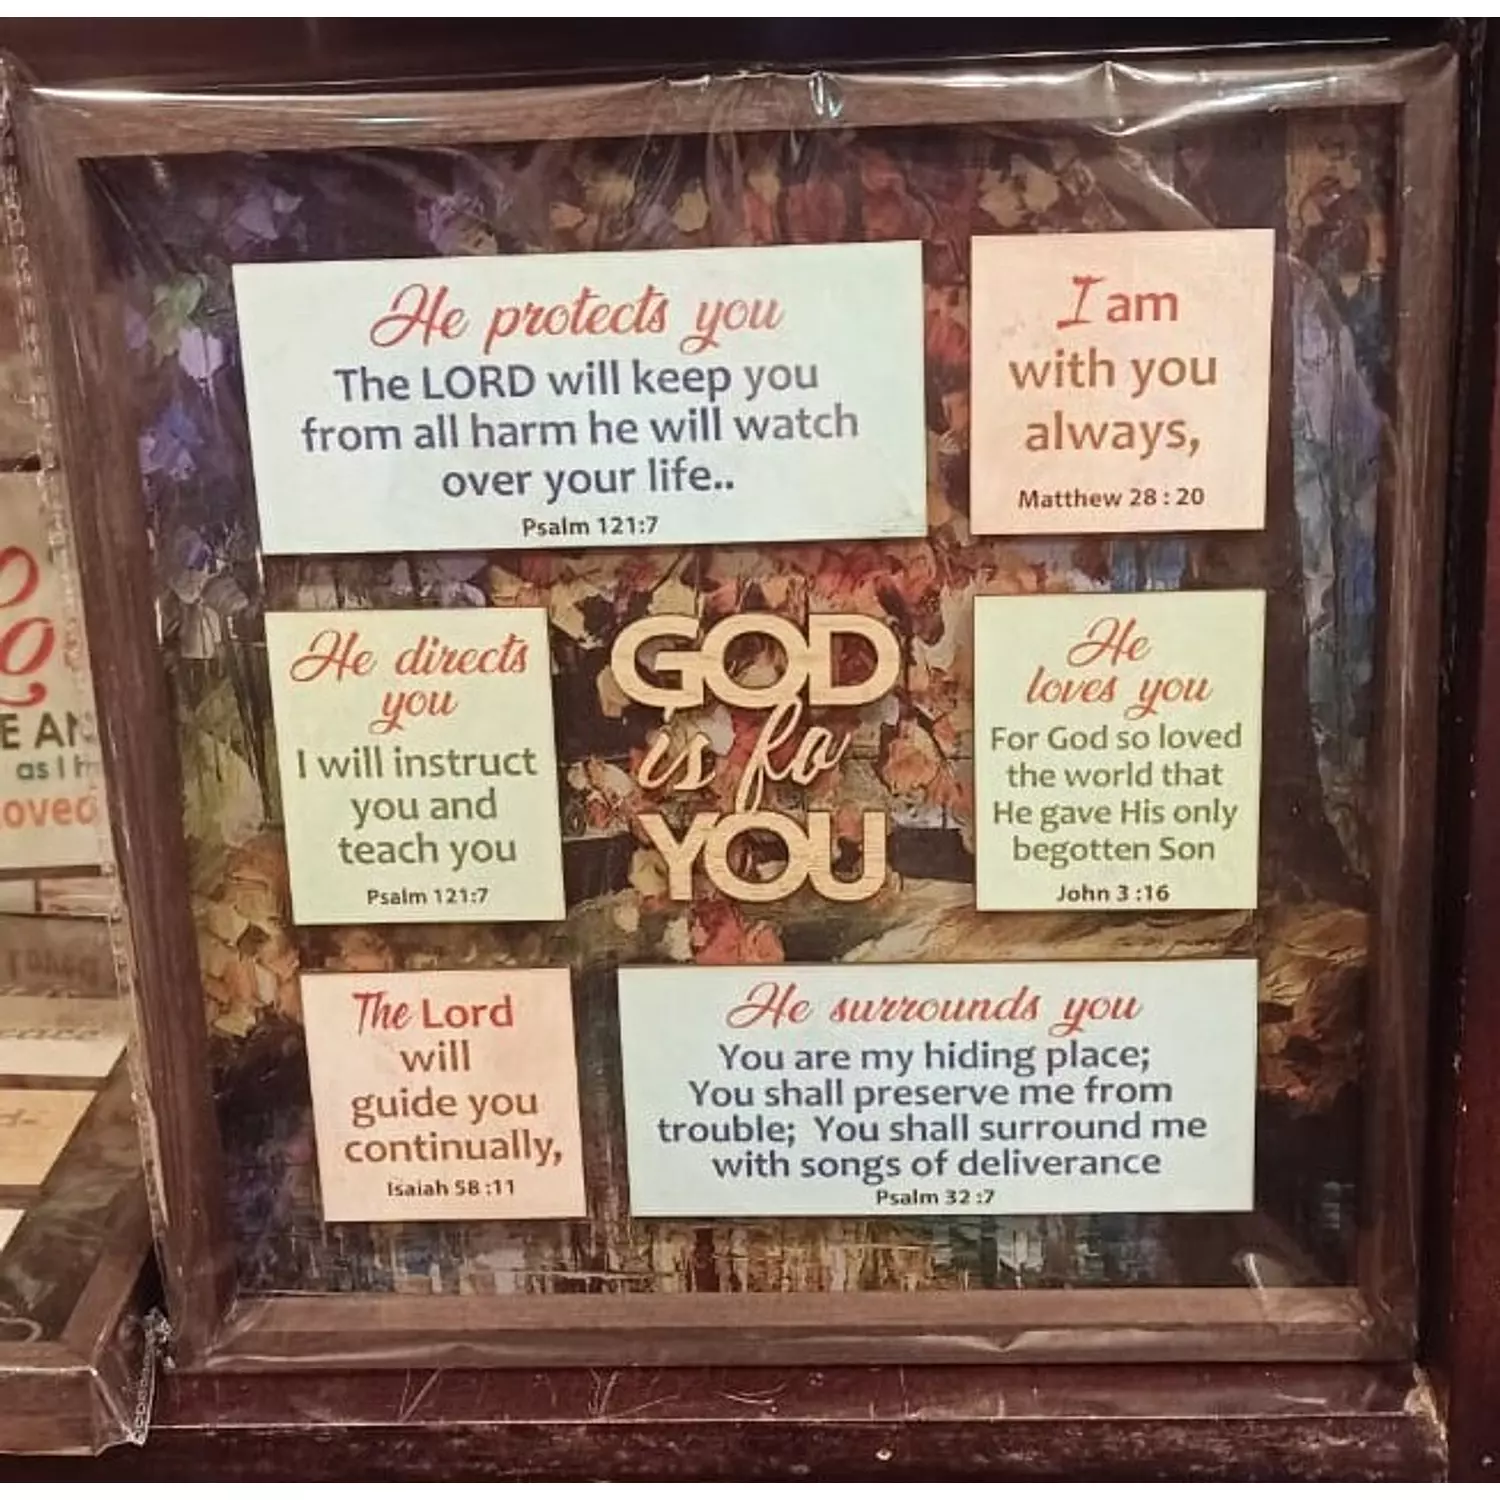 He protects you
The LORD will keep you
from all harm he will watch
over your life..
Psalm 121:7
I am
with you
always,
Matthew 28 : 20
He directs
you
I will instruct
you and
teach you
Psalm 121:7
GOD
is fo
YOU
He
loves you
For God so loved
the world that
He gave His only
begotten Son
John 3 :16
The Lord
will
guide you
continually,
Isaiah 58 :11
He surrounds you
You are my hiding place;
You shall preserve me from
trouble; You shall surround me
with songs of deliverance
Psalm 32 :7
as I